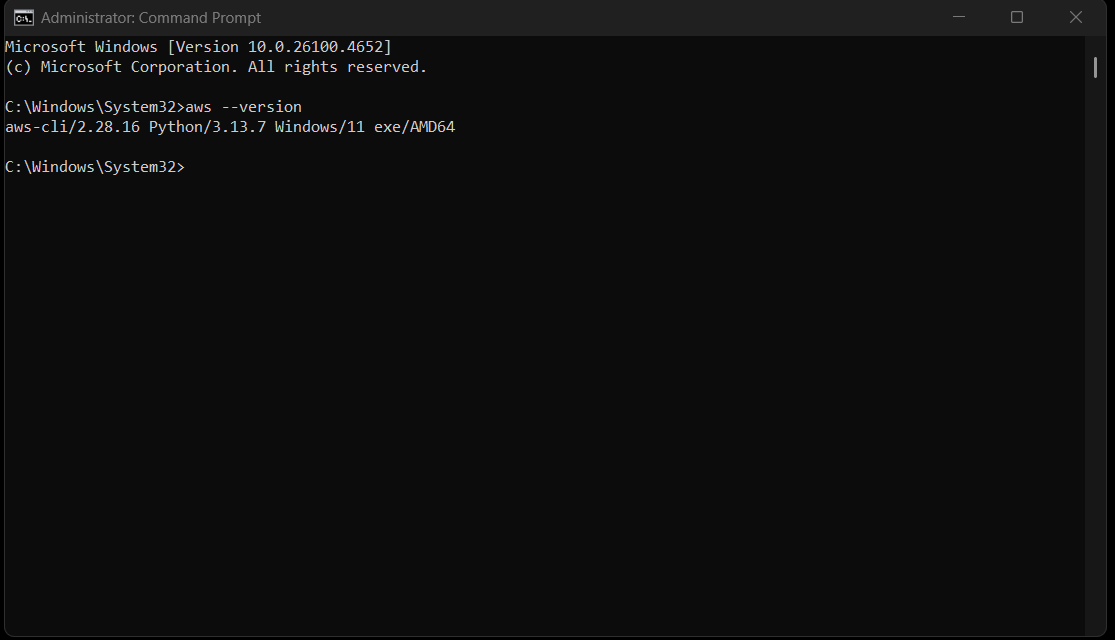 Administrator: Command Prompt
Microsoft Windows [Version 10.0.26100.4652]
(c) Microsoft Corporation. All rights reserved.
C:\Windows\System32>aws --version
aws-cli/2.28.16 Python/3.13.7 Windows/11 exe/AMD64
C:\Windows\System32>